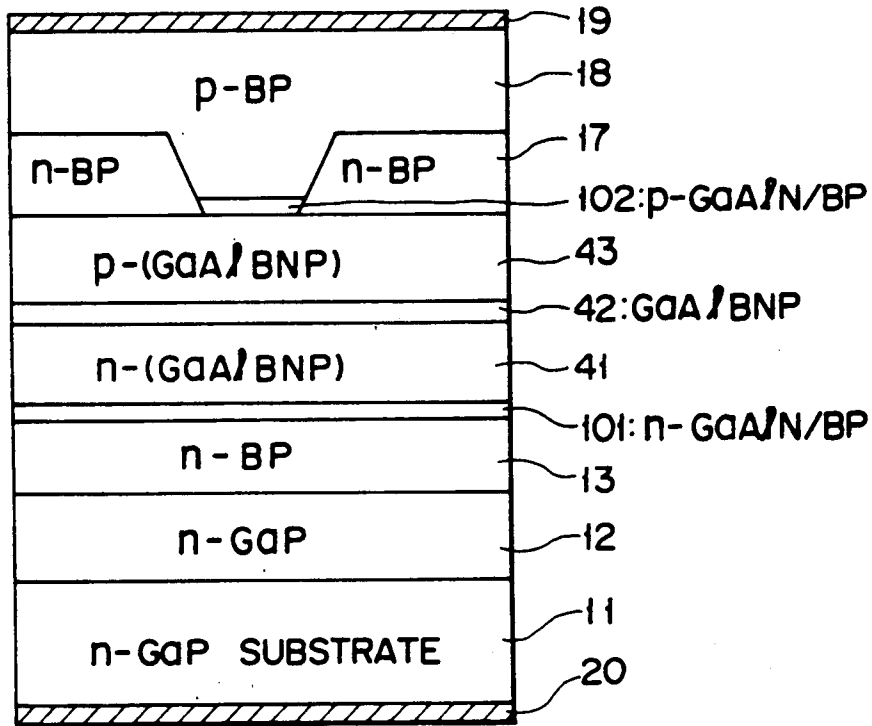 19
p-BP
18
n-BP
n-BP
17
102:p-GaAlN/BP
p-(GaAlBNP)
43
42:GaAlBNP
n-(GaAlBNP)
41
101:n-GaAlN/BP
n-BP
13
n-GaP
12
n-GaP SUBSTRATE
11
20